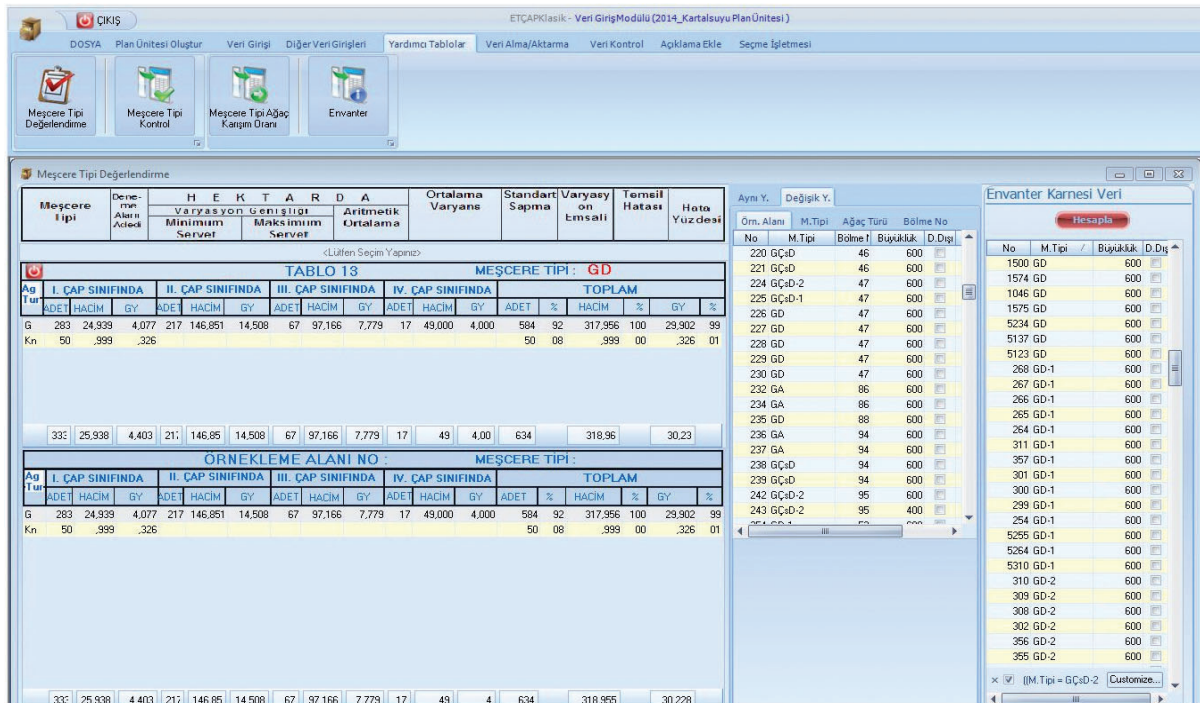 ÇIKIŞ
ETÇAPKlasik - Veri GirişModülü (2014_Kartalsuyu Plan Ünitesi )
DOSYA Plan Ünitesi Oluştur Veri Girişi Diğer Veri Girişleri Yardımcı Tablolar Veri Alma/Aktarma Veri Kontrol Açıklama Ekle Seçme İşletmesi
Meşcere Tipi Değerlendirme
Meşcere Tipi Kontrol
Meşcere Tipi Ağaç Karışım Oranı
Envanter
Meşcere Tipi Değerlendirme
Meşcere Tipi
Deneme Alanı Adedi
H E K T A R D A
Varyasyon Genişliği
Minimum Servet
Maksimum Servet
Aritmetik Ortalama
Ortalama Varyans
Standart Sapma
Varyasyon Emsali
Temsil Hatası
Hata Yüzdesi
<Lütfen Seçim Yapınız>
TABLO 13 MEŞCERE TİPİ : GD
Ag Tur I. ÇAP SINIFINDA II. ÇAP SINIFINDA III. ÇAP SINIFINDA IV. ÇAP SINIFINDA TOPLAM
ADET HACİM GY ADET HACİM GY ADET HACİM GY ADET HACİM GY ADET % HACİM % GY %
G 283 24,939 4,077 217 146,851 14,508 67 97,166 7,779 17 49,000 4,000 584 92 317,956 100 29,902 99
Kn 50 ,999 ,326 50 08 ,999 00 ,326 01
333 25,938 4,403 217 146,85 14,508 67 97,166 7,779 17 49 4,00 634 318,96 30,23
ÖRNEKLEME ALANI NO : MEŞCERE TİPİ :
Ag Tur I. ÇAP SINIFINDA II. ÇAP SINIFINDA III. ÇAP SINIFINDA IV. ÇAP SINIFINDA TOPLAM
ADET HACİM GY ADET HACİM GY ADET HACİM GY ADET HACİM GY ADET % HACİM % GY %
G 283 24,939 4,077 217 146,851 14,508 67 97,166 7,779 17 49,000 4,000 584 92 317,956 100 29,902 99
Kn 50 ,999 ,326 50 08 ,999 00 ,326 01
333 25,938 4,403 217 146,85 14,508 67 97,166 7,779 17 49 4 634 318,955 30,228
Aynı Y. Değişik Y.
Örn. Alanı M.Tipi Ağaç Türü Bölme No
No M.Tipi Bölme Büyüklük D.Dışı
220 GÇsD 46 600
221 GÇsD 46 600
224 GÇsD-2 47 600
225 GÇsD-1 47 600
226 GD 47 600
227 GD 47 600
228 GD 47 600
229 GD 47 600
230 GD 47 600
232 GA 86 600
234 GA 86 600
235 GD 88 600
236 GA 94 600
237 GA 94 600
238 GÇsD 94 600
239 GÇsD 94 600
242 GÇsD-2 95 600
243 GÇsD-2 95 400
Envanter Karnesi Veri
Hesapla
No M.Tipi Büyüklük D.Dış
1500 GD 600
1574 GD 600
1046 GD 600
1575 GD 600
5234 GD 600
5137 GD 600
5123 GD 600
268 GD-1 600
267 GD-1 600
266 GD-1 600
265 GD-1 600
264 GD-1 600
311 GD-1 600
357 GD-1 600
301 GD-1 600
300 GD-1 600
299 GD-1 600
254 GD-1 600
5255 GD-1 600
5264 GD-1 600
5310 GD-1 600
310 GD-2 600
309 GD-2 600
308 GD-2 600
302 GD-2 600
356 GD-2 600
355 GD-2 600
[(M.Tipi = GÇsD-2 Customize...